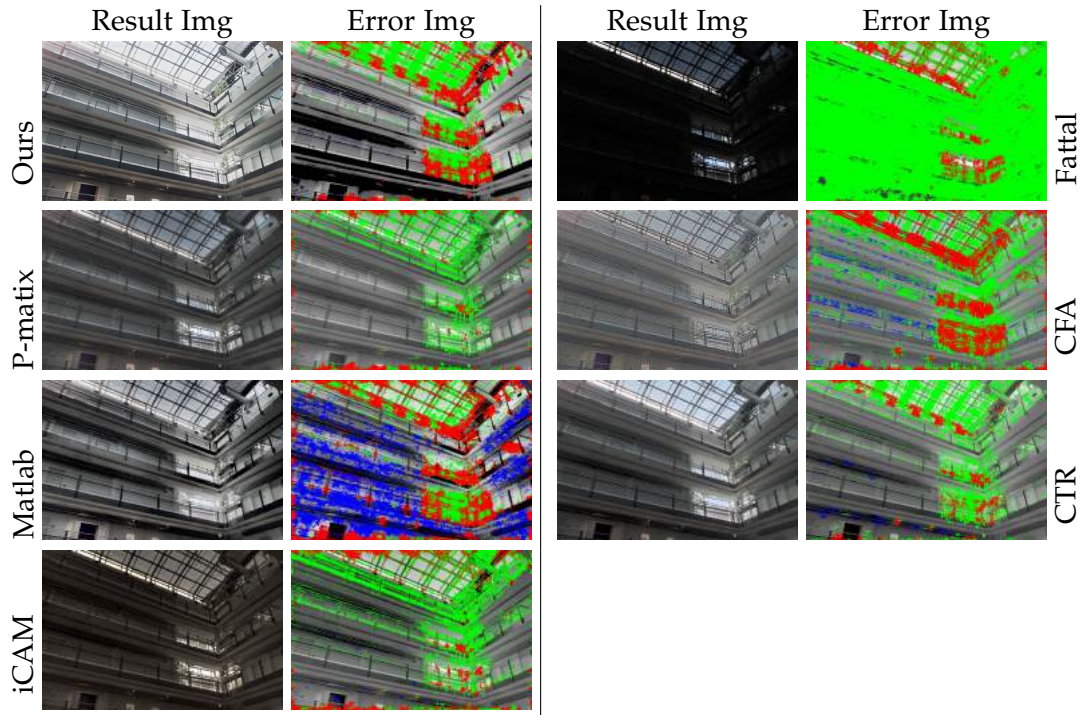 Result Img Error Img Result Img Error Img
Ours
Fattal
P-matix
CFA
Matlab
CTR
iCAM